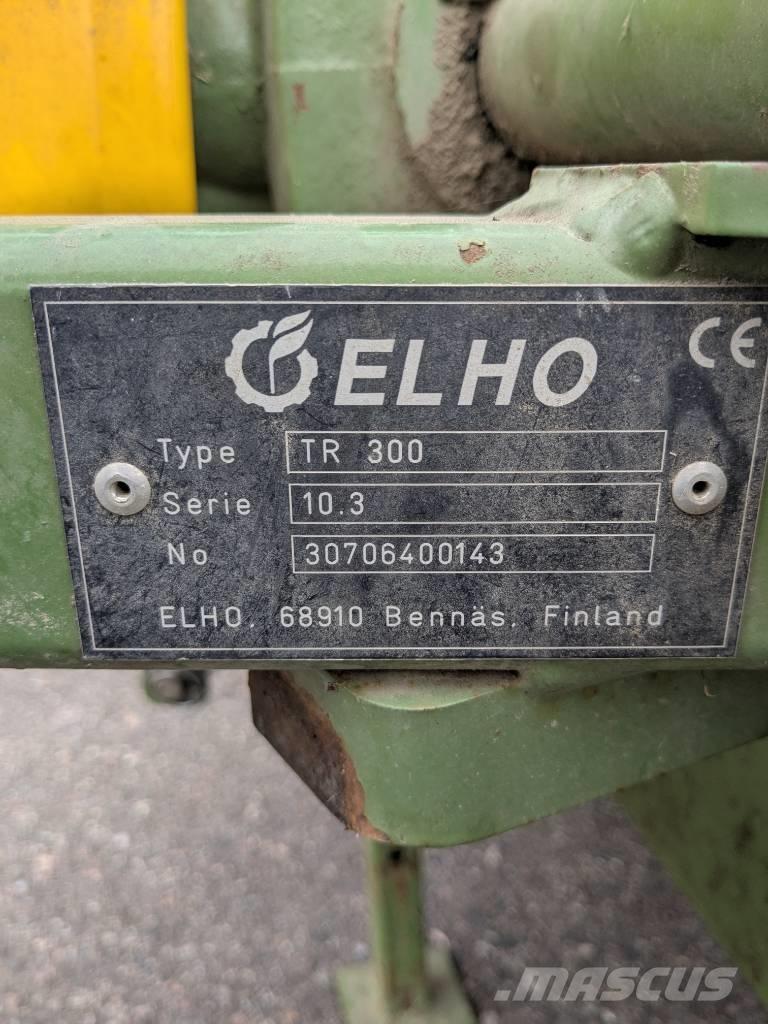 ELHO CE
Type TR 300
Serie 10.3
No 30706400143
ELHO. 68910 Bennäs. Finland
MASCUS